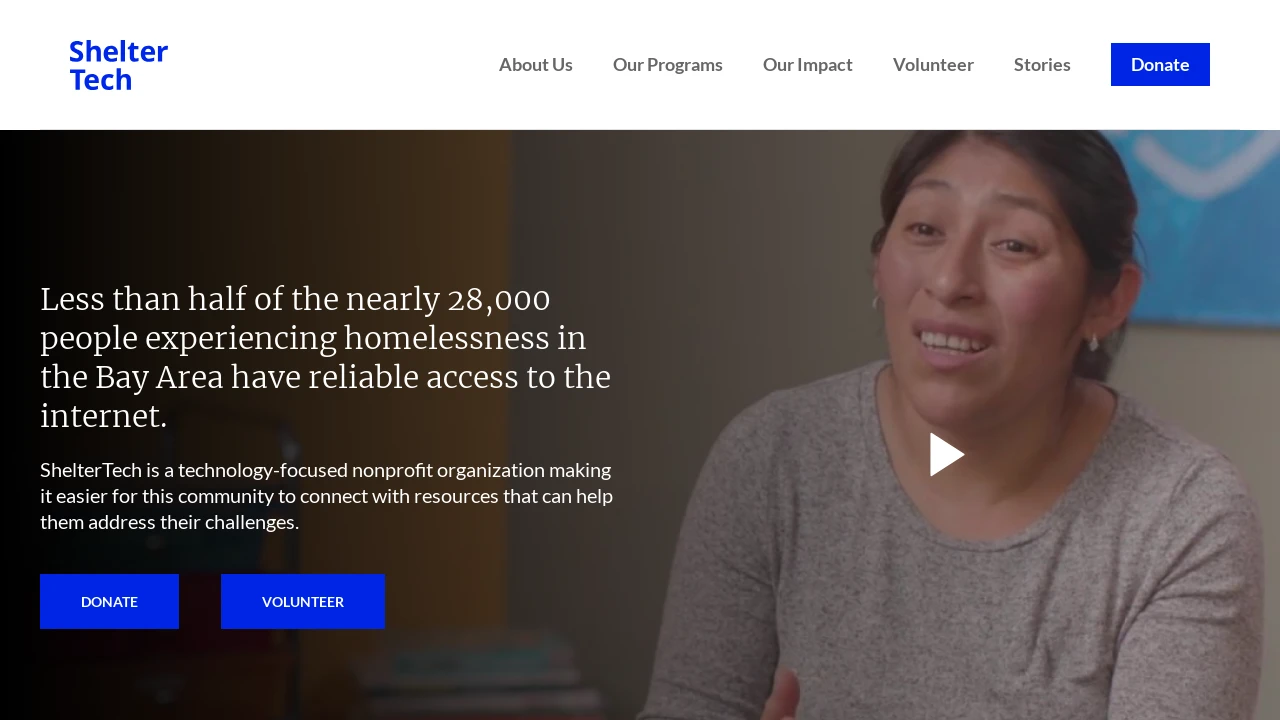 Shelter
Tech
About Us
Our Programs
Our Impact
Volunteer
Stories
Donate
Less than half of the nearly 28,000
people experiencing homelessness in
the Bay Area have reliable access to the
internet.
ShelterTech is a technology-focused nonprofit organization making
it easier for this community to connect with resources that can help
them address their challenges.
DONATE
VOLUNTEER